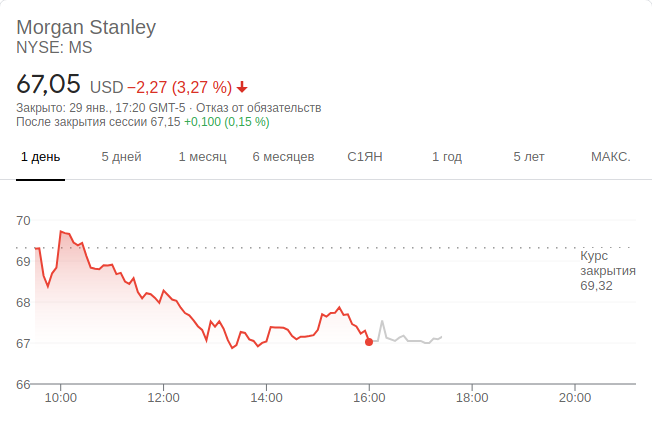 Morgan Stanley
NYSE: MS
67,05 USD −2,27 (3,27 %)
Закрыто: 29 янв., 17:20 GMT-5 · Отказ от обязательств
После закрытия сессии 67,15 +0,100 (0,15 %)
1 день 5 дней 1 месяц 6 месяцев С1ЯН 1 год 5 лет МАКС.
70
69
68
67
66
Курс
закрытия
69,32
10:00 12:00 14:00 16:00 18:00 20:00